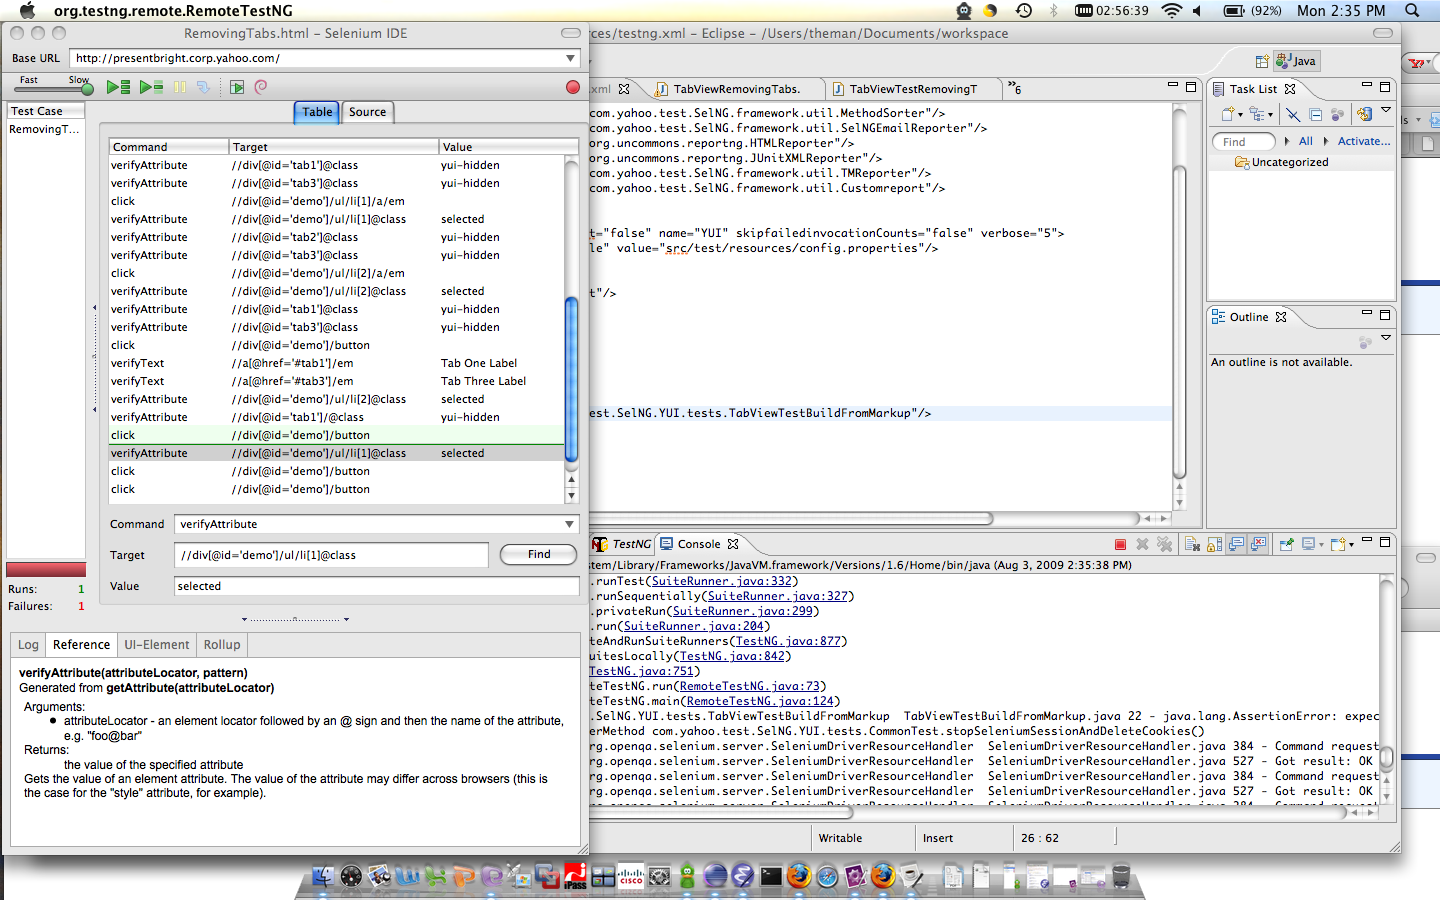 org.testng.remote.RemoteTestNG
02:56:39
(92%)
Mon 2:35 PM
RemovingTabs.html - Selenium IDE
Base URL
http://presentbright.corp.yahoo.com/
Fast
Slow
Test Case
RemovingT...
Table
Source
Command Target Value
verifyAttribute //div[@id='tab1']@class yui-hidden
verifyAttribute //div[@id='tab3']@class yui-hidden
click //div[@id='demo']/ul/li[1]/a/em
verifyAttribute //div[@id='demo']/ul/li[1]@class selected
verifyAttribute //div[@id='tab2']@class yui-hidden
verifyAttribute //div[@id='tab3']@class yui-hidden
click //div[@id='demo']/ul/li[2]/a/em
verifyAttribute //div[@id='demo']/ul/li[2]@class selected
verifyAttribute //div[@id='tab1']@class yui-hidden
verifyAttribute //div[@id='tab3']@class yui-hidden
click //div[@id='demo']/button
verifyText //a[@href='#tab1']/em Tab One Label
verifyText //a[@href='#tab3']/em Tab Three Label
verifyAttribute //div[@id='demo']/ul/li[2]@class selected
verifyAttribute //div[@id='tab1']/@class yui-hidden
click //div[@id='demo']/button
verifyAttribute //div[@id='demo']/ul/li[1]@class selected
click //div[@id='demo']/button
click //div[@id='demo']/button
Command verifyAttribute
Target //div[@id='demo']/ul/li[1]@class Find
Value selected
Runs: 1
Failures: 1
Log Reference UI-Element Rollup
verifyAttribute(attributeLocator, pattern)
Generated from getAttribute(attributeLocator)
Arguments:
attributeLocator - an element locator followed by an @ sign and then the name of the attribute,
e.g. "foo@bar"
Returns:
the value of the specified attribute
Gets the value of an element attribute. The value of the attribute may differ across browsers (this is
the case for the "style" attribute, for example).
rces/testng.xml - Eclipse - /Users/theman/Documents/workspace
Java
.xml
TabViewRemovingTabs.
TabViewTestRemovingT
»6
com.yahoo.test.SelNG.framework.util.MethodSorter"/>
com.yahoo.test.SelNG.framework.util.SelNGEmailReporter"/>
org.uncommons.reportng.HTMLReporter"/>
org.uncommons.reportng.JUnitXMLReporter"/>
com.yahoo.test.SelNG.framework.util.TMReporter"/>
com.yahoo.test.SelNG.framework.util.Customreport"/>
t="false" name="YUI" skipfailedinvocationCounts="false" verbose="5">
le" value="src/test/resources/config.properties"/>
t"/>
est.SelNG.YUI.tests.TabViewTestBuildFromMarkup"/>
Task List
Find
All
Activate...
Uncategorized
Outline
An outline is not available.
TestNG
Console
stem/Library/Frameworks/JavaVM.framework/Versions/1.6/Home/bin/java (Aug 3, 2009 2:35:38 PM)
.runTest(SuiteRunner.java:332)
.runSequentially(SuiteRunner.java:327)
.privateRun(SuiteRunner.java:299)
.run(SuiteRunner.java:204)
teAndRunSuiteRunners(TestNG.java:877)
uitesLocally(TestNG.java:842)
TestNG.java:751)
teTestNG.run(RemoteTestNG.java:73)
teTestNG.main(RemoteTestNG.java:124)
.SelNG.YUI.tests.TabViewTestBuildFromMarkup TabViewTestBuildFromMarkup.java 22 - java.lang.AssertionError: expec
erMethod com.yahoo.test.SelNG.YUI.tests.CommonTest.stopSeleniumSessionAndDeleteCookies()
rg.openqa.selenium.server.SeleniumDriverResourceHandler SeleniumDriverResourceHandler.java 384 - Command request
rg.openqa.selenium.server.SeleniumDriverResourceHandler SeleniumDriverResourceHandler.java 527 - Got result: OK
rg.openqa.selenium.server.SeleniumDriverResourceHandler SeleniumDriverResourceHandler.java 384 - Command request
rg.openqa.selenium.server.SeleniumDriverResourceHandler SeleniumDriverResourceHandler.java 527 - Got result: OK
Writable
Insert
26 : 62
iPass
CISCO